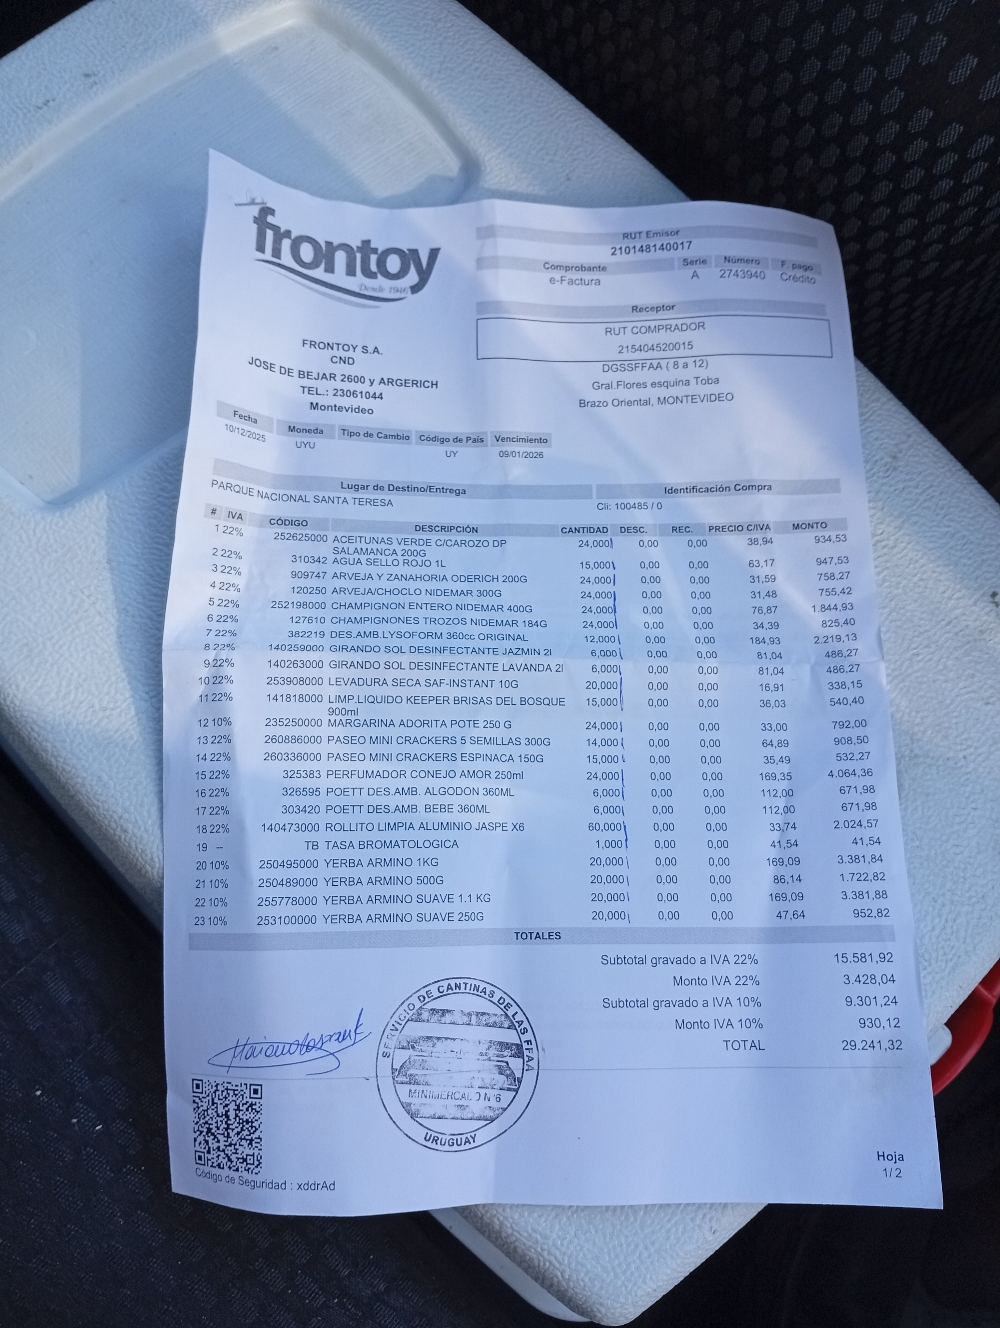 frontoy
Desde 1946
RUT Emisor
210148140017
Comprobante Serie Número F. pago
e-Factura A 2743940 Crédito
Receptor
RUT COMPRADOR
215404520015
DGSSFFAA ( 8 a 12)
Gral.Flores esquina Toba
Brazo Oriental, MONTEVIDEO
FRONTOY S.A.
CND
JOSE DE BEJAR 2600 y ARGERICH
TEL.: 23061044
Montevideo
Fecha Moneda Tipo de Cambio Código de País Vencimiento
10/12/2025 UYU UY 09/01/2026
Lugar de Destino/Entrega Identificación Compra
PARQUE NACIONAL SANTA TERESA Cli: 100485 / 0
# IVA CÓDIGO DESCRIPCIÓN CANTIDAD DESC. REC. PRECIO C/IVA MONTO
1 22% 252625000 ACEITUNAS VERDE C/CAROZO DP 24,000 0,00 0,00 38,94 934,53
SALAMANCA 200G
2 22% 310342 AGUA SELLO ROJO 1L 15,000 0,00 0,00 63,17 947,53
3 22% 909747 ARVEJA Y ZANAHORIA ODERICH 200G 24,000 0,00 0,00 31,59 758,27
4 22% 120250 ARVEJA/CHOCLO NIDEMAR 300G 24,000 0,00 0,00 31,48 755,42
5 22% 252198000 CHAMPIGNON ENTERO NIDEMAR 400G 24,000 0,00 0,00 76,87 1.844,93
6 22% 127610 CHAMPIGNONES TROZOS NIDEMAR 184G 24,000 0,00 0,00 34,39 825,40
7 22% 382219 DES.AMB.LYSOFORM 360cc ORIGINAL 12,000 0,00 0,00 184,93 2.219,13
8 22% 140259000 GIRANDO SOL DESINFECTANTE JAZMIN 2l 6,000 0,00 0,00 81,04 486,27
9 22% 140263000 GIRANDO SOL DESINFECTANTE LAVANDA 2l 6,000 0,00 0,00 81,04 486,27
10 22% 253908000 LEVADURA SECA SAF-INSTANT 10G 20,000 0,00 0,00 16,91 338,15
11 22% 141818000 LIMP.LIQUIDO KEEPER BRISAS DEL BOSQUE 15,000 0,00 0,00 36,03 540,40
900ml
12 10% 235250000 MARGARINA ADORITA POTE 250 G 24,000 0,00 0,00 33,00 792,00
13 22% 260886000 PASEO MINI CRACKERS 5 SEMILLAS 300G 14,000 0,00 0,00 64,89 908,50
14 22% 260336000 PASEO MINI CRACKERS ESPINACA 150G 15,000 0,00 0,00 35,49 532,27
15 22% 325383 PERFUMADOR CONEJO AMOR 250ml 24,000 0,00 0,00 169,35 4.064,36
16 22% 326595 POETT DES.AMB. ALGODON 360ML 6,000 0,00 0,00 112,00 671,98
17 22% 303420 POETT DES.AMB. BEBE 360ML 6,000 0,00 0,00 112,00 671,98
18 22% 140473000 ROLLITO LIMPIA ALUMINIO JASPE X6 60,000 0,00 0,00 33,74 2.024,57
19 -- TB TASA BROMATOLOGICA 1,000 0,00 0,00 41,54 41,54
20 10% 250495000 YERBA ARMINO 1KG 20,000 0,00 0,00 169,09 3.381,84
21 10% 250489000 YERBA ARMINO 500G 20,000 0,00 0,00 86,14 1.722,82
22 10% 255778000 YERBA ARMINO SUAVE 1.1 KG 20,000 0,00 0,00 169,09 3.381,88
23 10% 253100000 YERBA ARMINO SUAVE 250G 20,000 0,00 0,00 47,64 952,82
TOTALES
Subtotal gravado a IVA 22% 15.581,92
Monto IVA 22% 3.428,04
Subtotal gravado a IVA 10% 9.301,24
Monto IVA 10% 930,12
TOTAL 29.241,32
SERVICIO DE CANTINAS DE LAS FFAA
MINIMERCADO N°6
URUGUAY
Código de Seguridad : xddrAd
Hoja
1/ 2